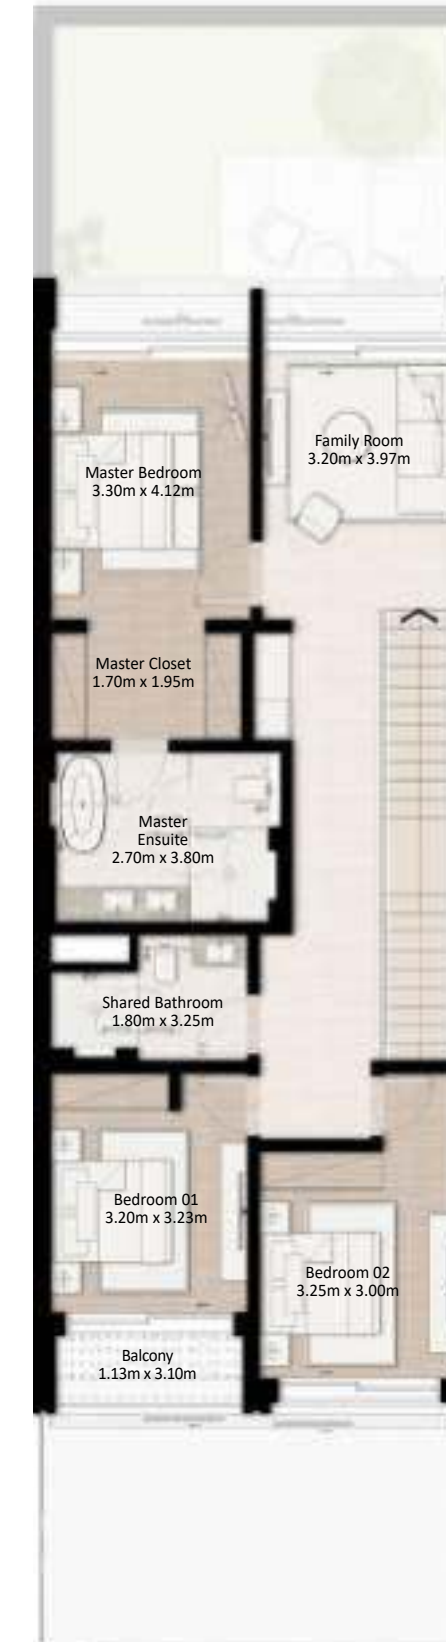 Family Room
3.20m x 3.97m
Master Bedroom
3.30m x 4.12m
Master Closet
1.70m x 1.95m
Master
Ensuite
2.70m x 3.80m
Shared Bathroom
1.80m x 3.25m
Bedroom 01
3.20m x 3.23m
Bedroom 02
3.25m x 3.00m
Balcony
1.13m x 3.10m